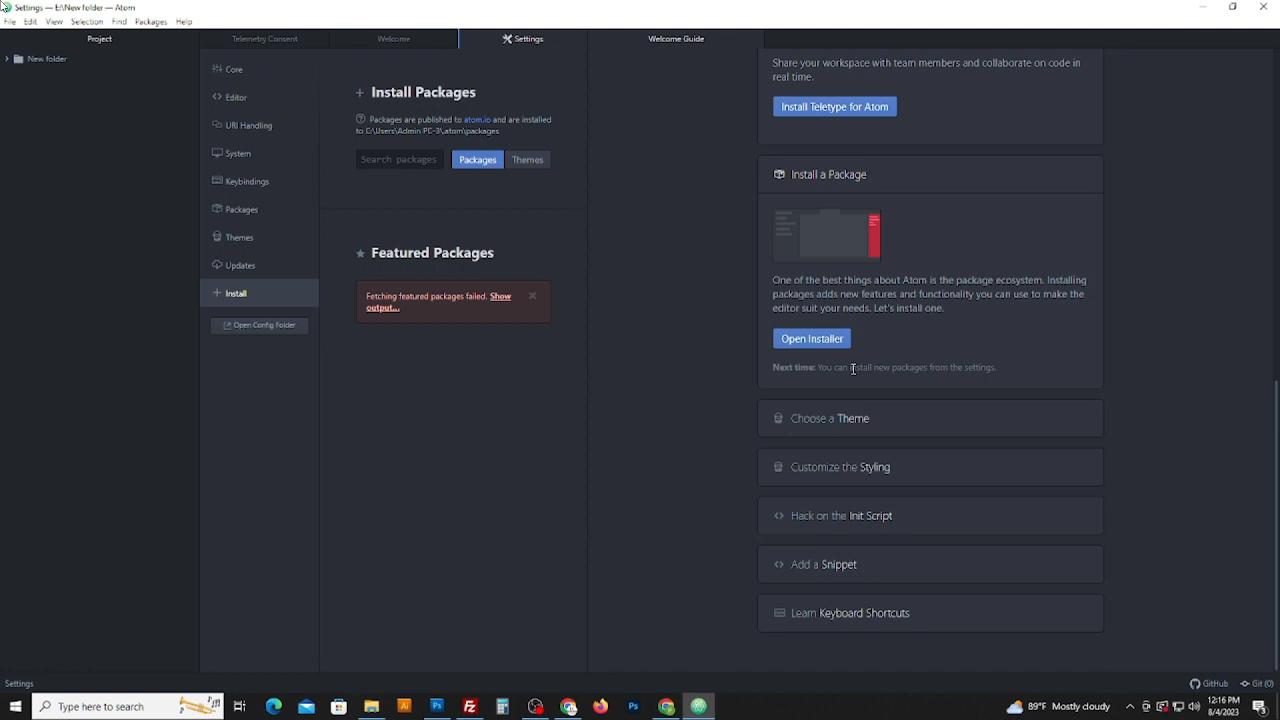 Settings — E:\New folder — Atom
File Edit View Selection Find Packages Help
Project
Telemetry Consent
Welcome
Settings
Welcome Guide
New folder
Core
Editor
URI Handling
System
Keybindings
Packages
Themes
Updates
Install
Open Config Folder
Install Packages
Packages are published to atom.io and are installed
to C:\Users\Admin PC-3\.atom\packages
Search packages
Packages
Themes
Featured Packages
Fetching featured packages failed. Show
output...
Share your workspace with team members and collaborate on code in
real time.
Install Teletype for Atom
Install a Package
One of the best things about Atom is the package ecosystem. Installing
packages adds new features and functionality you can use to make the
editor suit your needs. Let's install one.
Open Installer
Next time: You can install new packages from the settings.
Choose a Theme
Customize the Styling
Hack on the Init Script
Add a Snippet
Learn Keyboard Shortcuts
Settings
GitHub
Git (0)
Type here to search
89°F Mostly cloudy
12:16 PM
8/4/2023